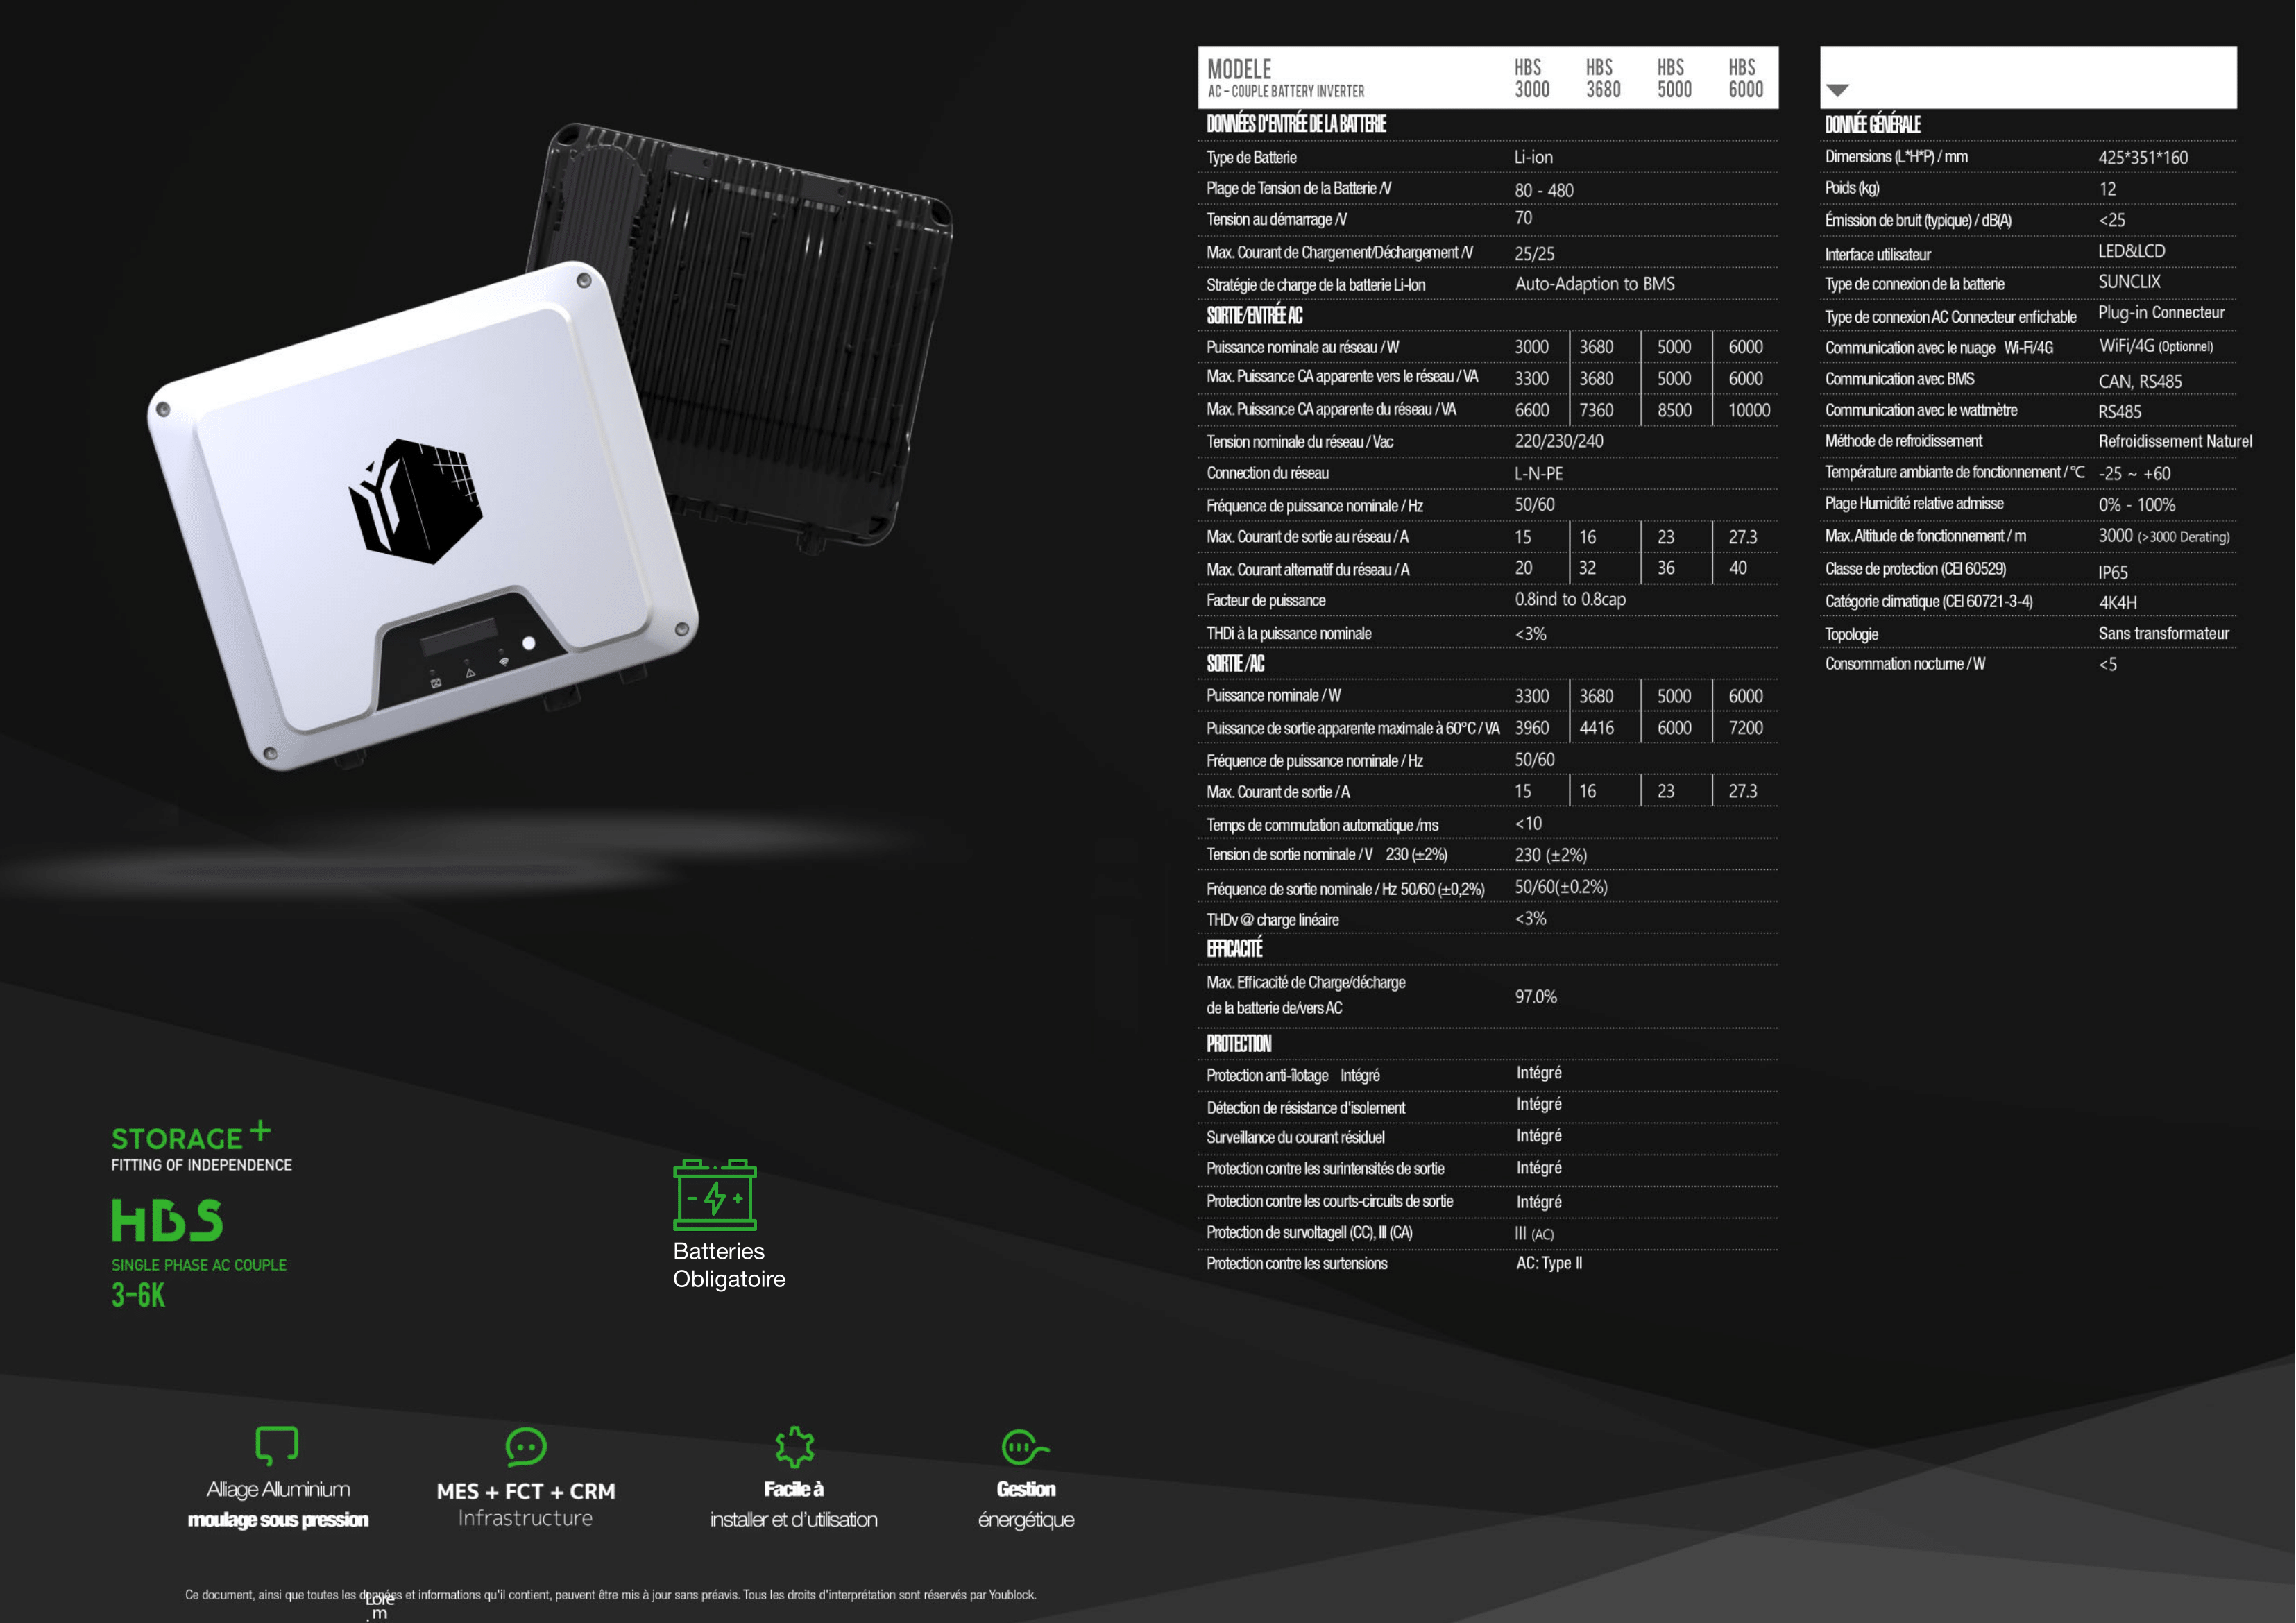 STORAGE+
FITTING OF INDEPENDENCE
HBS
SINGLE PHASE AC COUPLE
3-6K
Batteries
Obligatoire
Alliage Alluminium
moulage sous pression
MES + FCT + CRM
Infrastructure
Facile à
installer et d'utilisation
Gestion
énergétique
Ce document, ainsi que toutes les données et informations qu'il contient, peuvent être mis à jour sans préavis. Tous les droits d'interprétation sont réservés par Youblock.
Lore
m
MODELE HBS HBS HBS HBS
AC - COUPLE BATTERY INVERTER 3000 3680 5000 6000
DONNÉES D'ENTRÉE DE LA BATTERIE
Type de Batterie Li-ion
Plage de Tension de la Batterie /V 80 - 480
Tension au démarrage /V 70
Max. Courant de Chargement/Déchargement /V 25/25
Stratégie de charge de la batterie Li-Ion Auto-Adaption to BMS
SORTIE/ENTRÉE AC
Puissance nominale au réseau / W 3000 3680 5000 6000
Max. Puissance CA apparente vers le réseau / VA 3300 3680 5000 6000
Max. Puissance CA apparente du réseau / VA 6600 7360 8500 10000
Tension nominale du réseau / Vac 220/230/240
Connection du réseau L-N-PE
Fréquence de puissance nominale / Hz 50/60
Max. Courant de sortie au réseau / A 15 16 23 27.3
Max. Courant alternatif du réseau / A 20 32 36 40
Facteur de puissance 0.8ind to 0.8cap
THDi à la puissance nominale <3%
SORTIE /AC
Puissance nominale / W 3300 3680 5000 6000
Puissance de sortie apparente maximale à 60°C / VA 3960 4416 6000 7200
Fréquence de puissance nominale / Hz 50/60
Max. Courant de sortie / A 15 16 23 27.3
Temps de commutation automatique /ms <10
Tension de sortie nominale / V 230 (±2%) 230 (±2%)
Fréquence de sortie nominale / Hz 50/60 (±0,2%) 50/60(±0.2%)
THDv @ charge linéaire <3%
EFFICACITÉ
Max. Efficacité de Charge/décharge
de la batterie de/vers AC 97.0%
PROTECTION
Protection anti-îlotage Intégré Intégré
Détection de résistance d'isolement Intégré
Surveillance du courant résiduel Intégré
Protection contre les surintensités de sortie Intégré
Protection contre les courts-circuits de sortie Intégré
Protection de survoltageII (CC), III (CA) III (AC)
Protection contre les surtensions AC: Type II
DONNÉE GÉNÉRALE
Dimensions (L*H*P) / mm 425*351*160
Poids (kg) 12
Émission de bruit (typique) / dB(A) <25
Interface utilisateur LED&LCD
Type de connexion de la batterie SUNCLIX
Type de connexion AC Connecteur enfichable Plug-in Connecteur
Communication avec le nuage Wi-Fi/4G WiFi/4G (Optionnel)
Communication avec BMS CAN, RS485
Communication avec le wattmètre RS485
Méthode de refroidissement Refroidissement Naturel
Température ambiante de fonctionnement / °C -25 ~ +60
Plage Humidité relative admisse 0% - 100%
Max. Altitude de fonctionnement / m 3000 (>3000 Derating)
Classe de protection (CEI 60529) IP65
Catégorie climatique (CEI 60721-3-4) 4K4H
Topologie Sans transformateur
Consommation nocturne / W <5